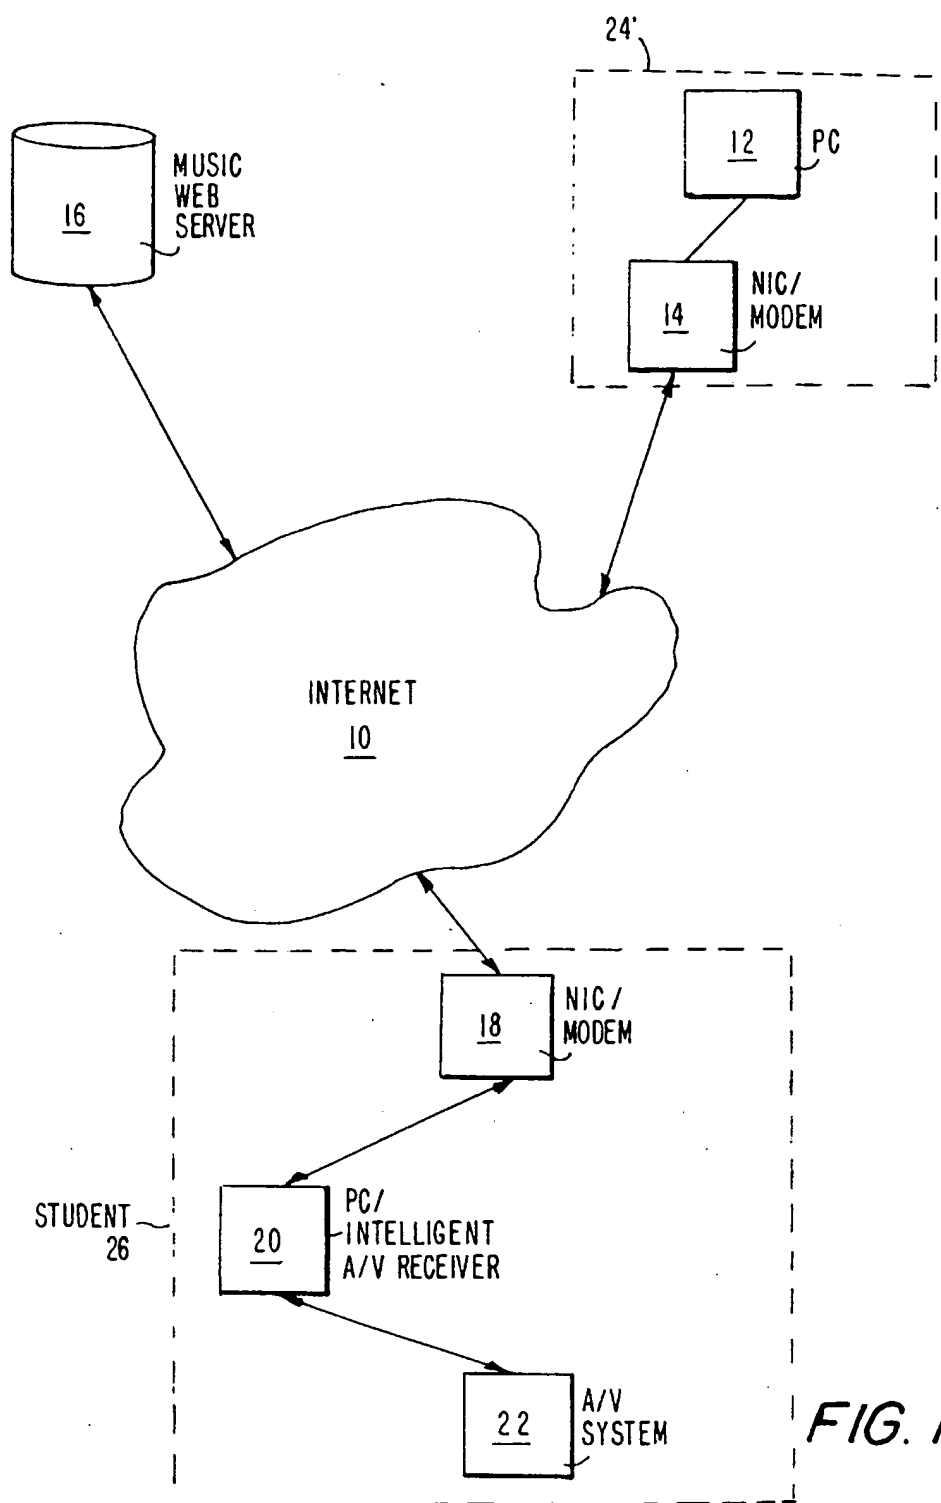 24'
12
PC
MUSIC
WEB
SERVER
16
NIC/
MODEM
14
INTERNET
10
NIC/
MODEM
18
STUDENT
26
PC/
INTELLIGENT
A/V RECEIVER
20
A/V
SYSTEM
22
FIG. 1